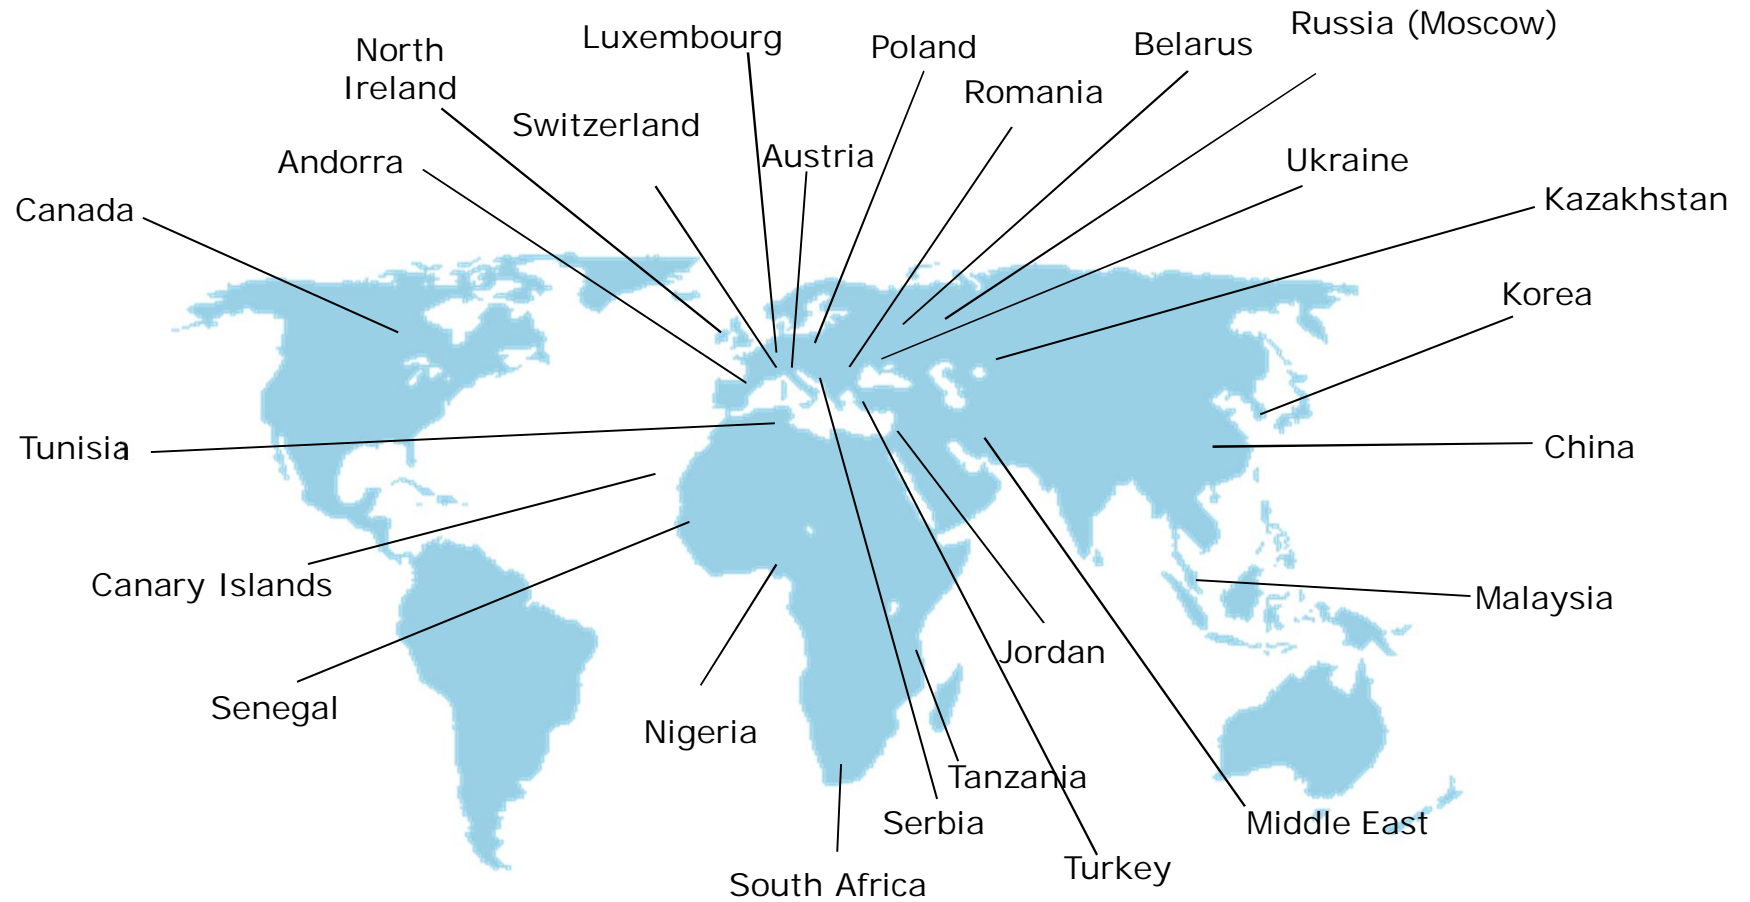 Russia (Moscow)
Luxembourg
Poland
Belarus
North
Ireland
Romania
Switzerland
Austria
Andorra
Ukraine
Canada
Kazakhstan
Korea
Tunisia
China
Canary Islands
Malaysia
Jordan
Senegal
Nigeria
Tanzania
Serbia
Middle East
Turkey
South Africa